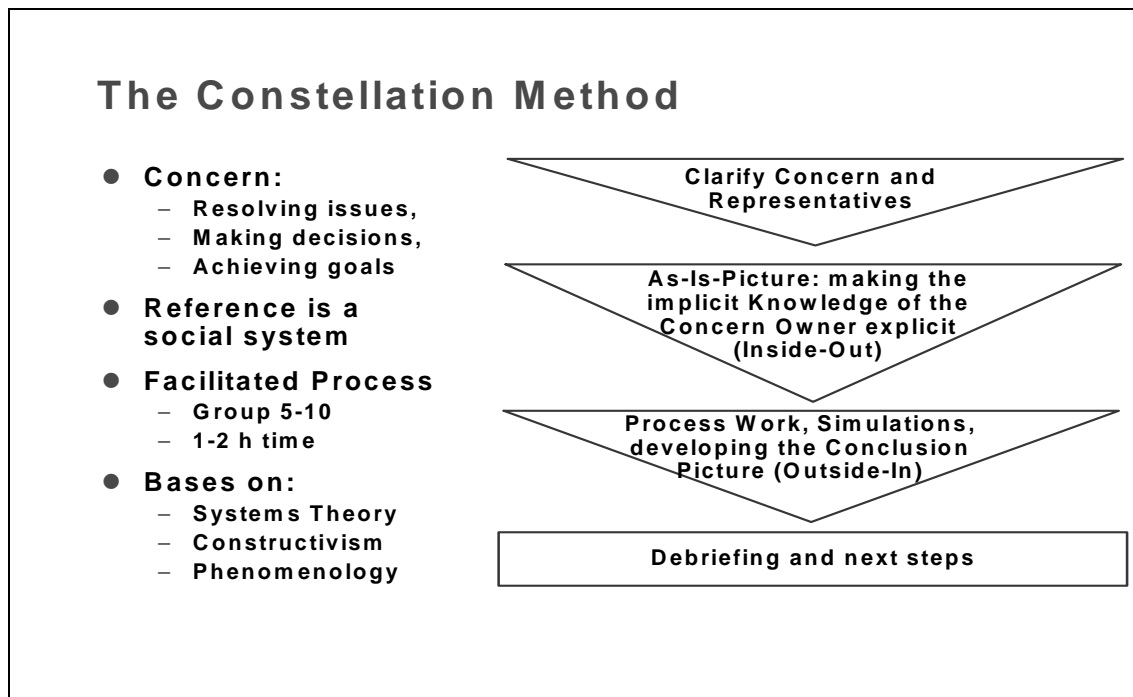 The Constellation Method
● Concern:
– Resolving issues,
– Making decisions,
– Achieving goals
● Reference is a
social system
● Facilitated Process
– Group 5-10
– 1-2 h time
● Bases on:
– Systems Theory
– Constructivism
– Phenomenology
Clarify Concern and
Representatives
As-Is-Picture: making the
implicit Knowledge of the
Concern Owner explicit
(Inside-Out)
Process Work, Simulations,
developing the Conclusion
Picture (Outside-In)
Debriefing and next steps